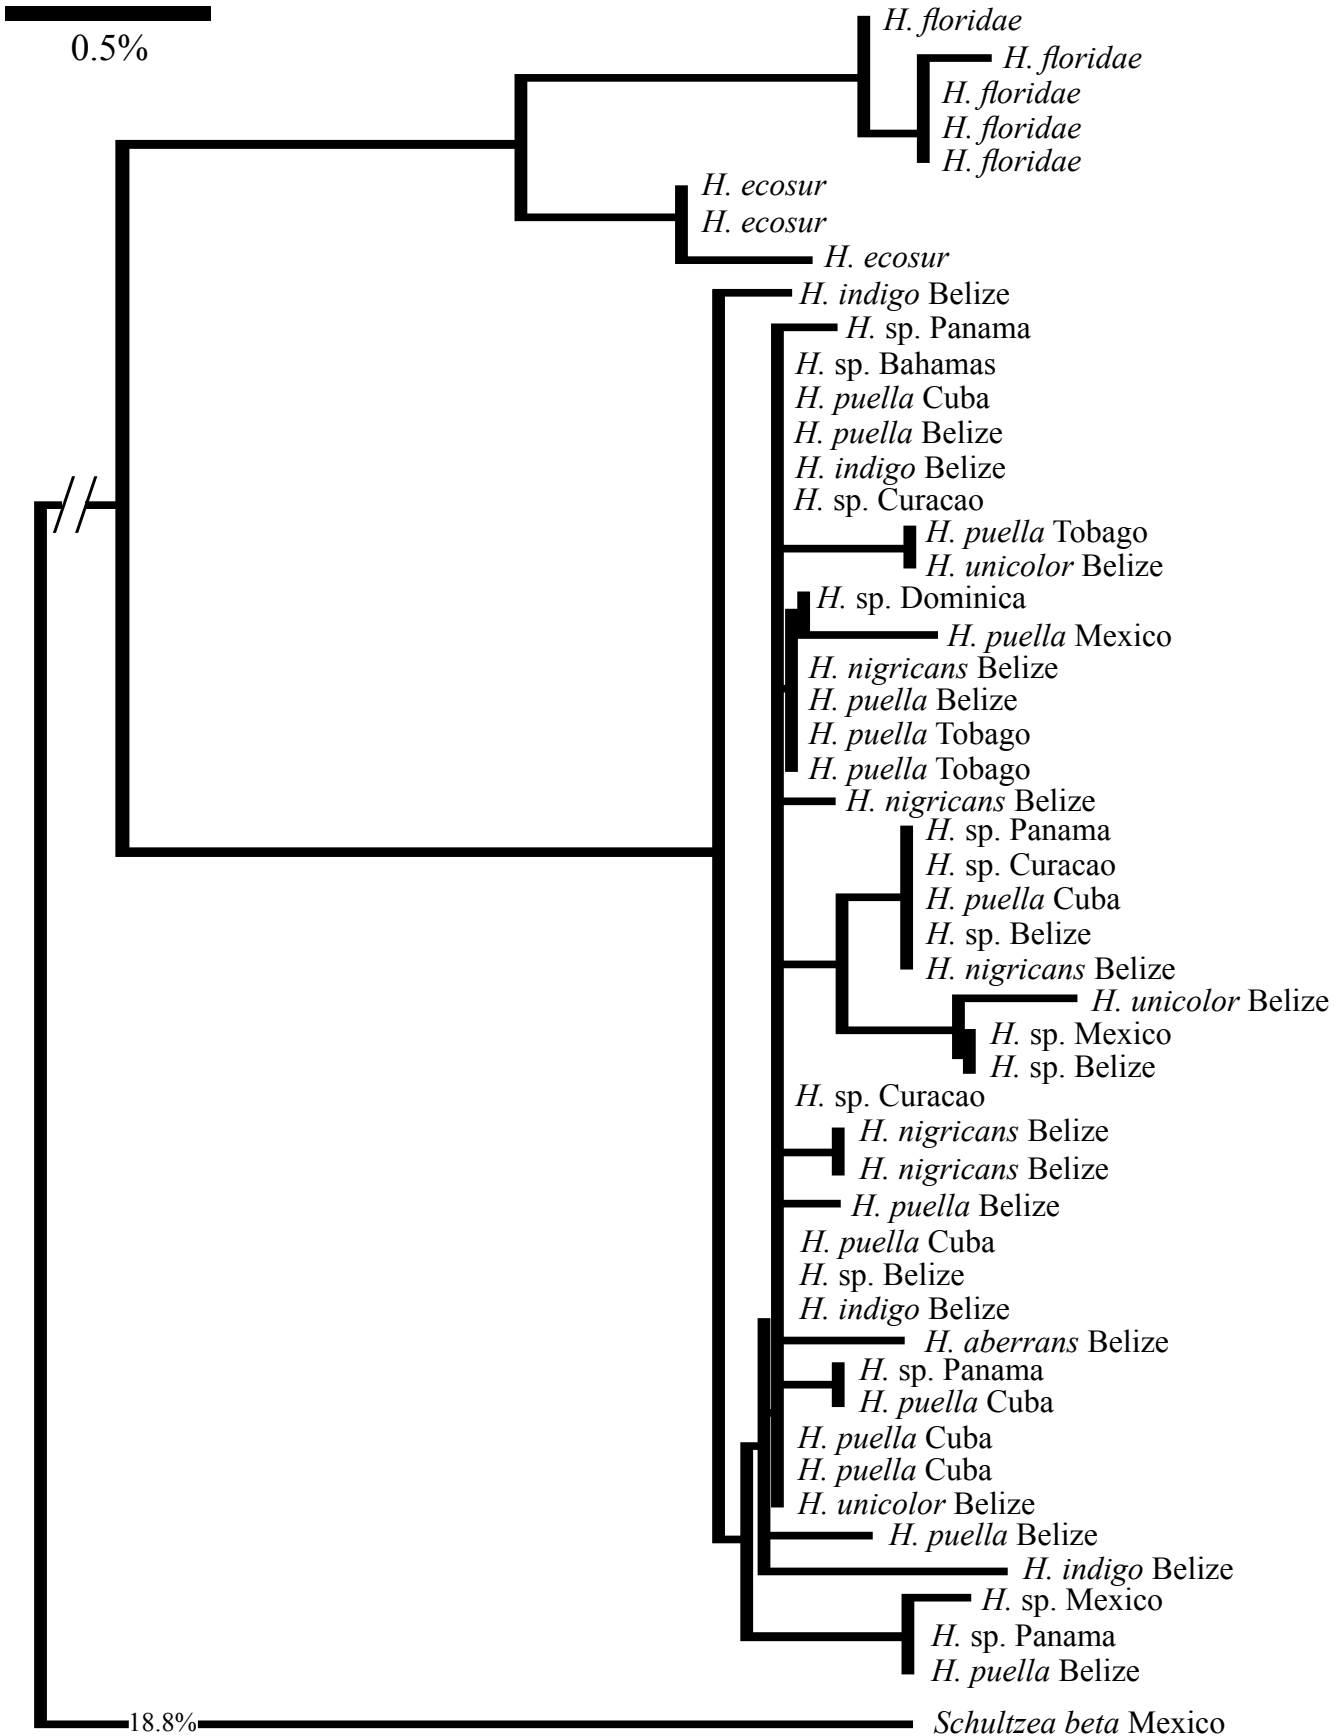 0.5%
H. floridae
H. floridae
H. floridae
H. floridae
H. floridae
H. ecosur
H. ecosur
H. ecosur
H. indigo Belize
H. sp. Panama
H. sp. Bahamas
H. puella Cuba
H. puella Belize
H. indigo Belize
H. sp. Curacao
H. puella Tobago
H. unicolor Belize
H. sp. Dominica
H. puella Mexico
H. nigricans Belize
H. puella Belize
H. puella Tobago
H. puella Tobago
H. nigricans Belize
H. sp. Panama
H. sp. Curacao
H. puella Cuba
H. sp. Belize
H. nigricans Belize
H. unicolor Belize
H. sp. Mexico
H. sp. Belize
H. sp. Curacao
H. nigricans Belize
H. nigricans Belize
H. puella Belize
H. puella Cuba
H. sp. Belize
H. indigo Belize
H. aberrans Belize
H. sp. Panama
H. puella Cuba
H. puella Cuba
H. puella Cuba
H. unicolor Belize
H. puella Belize
H. indigo Belize
H. sp. Mexico
H. sp. Panama
H. puella Belize
18.8% Schultzea beta Mexico